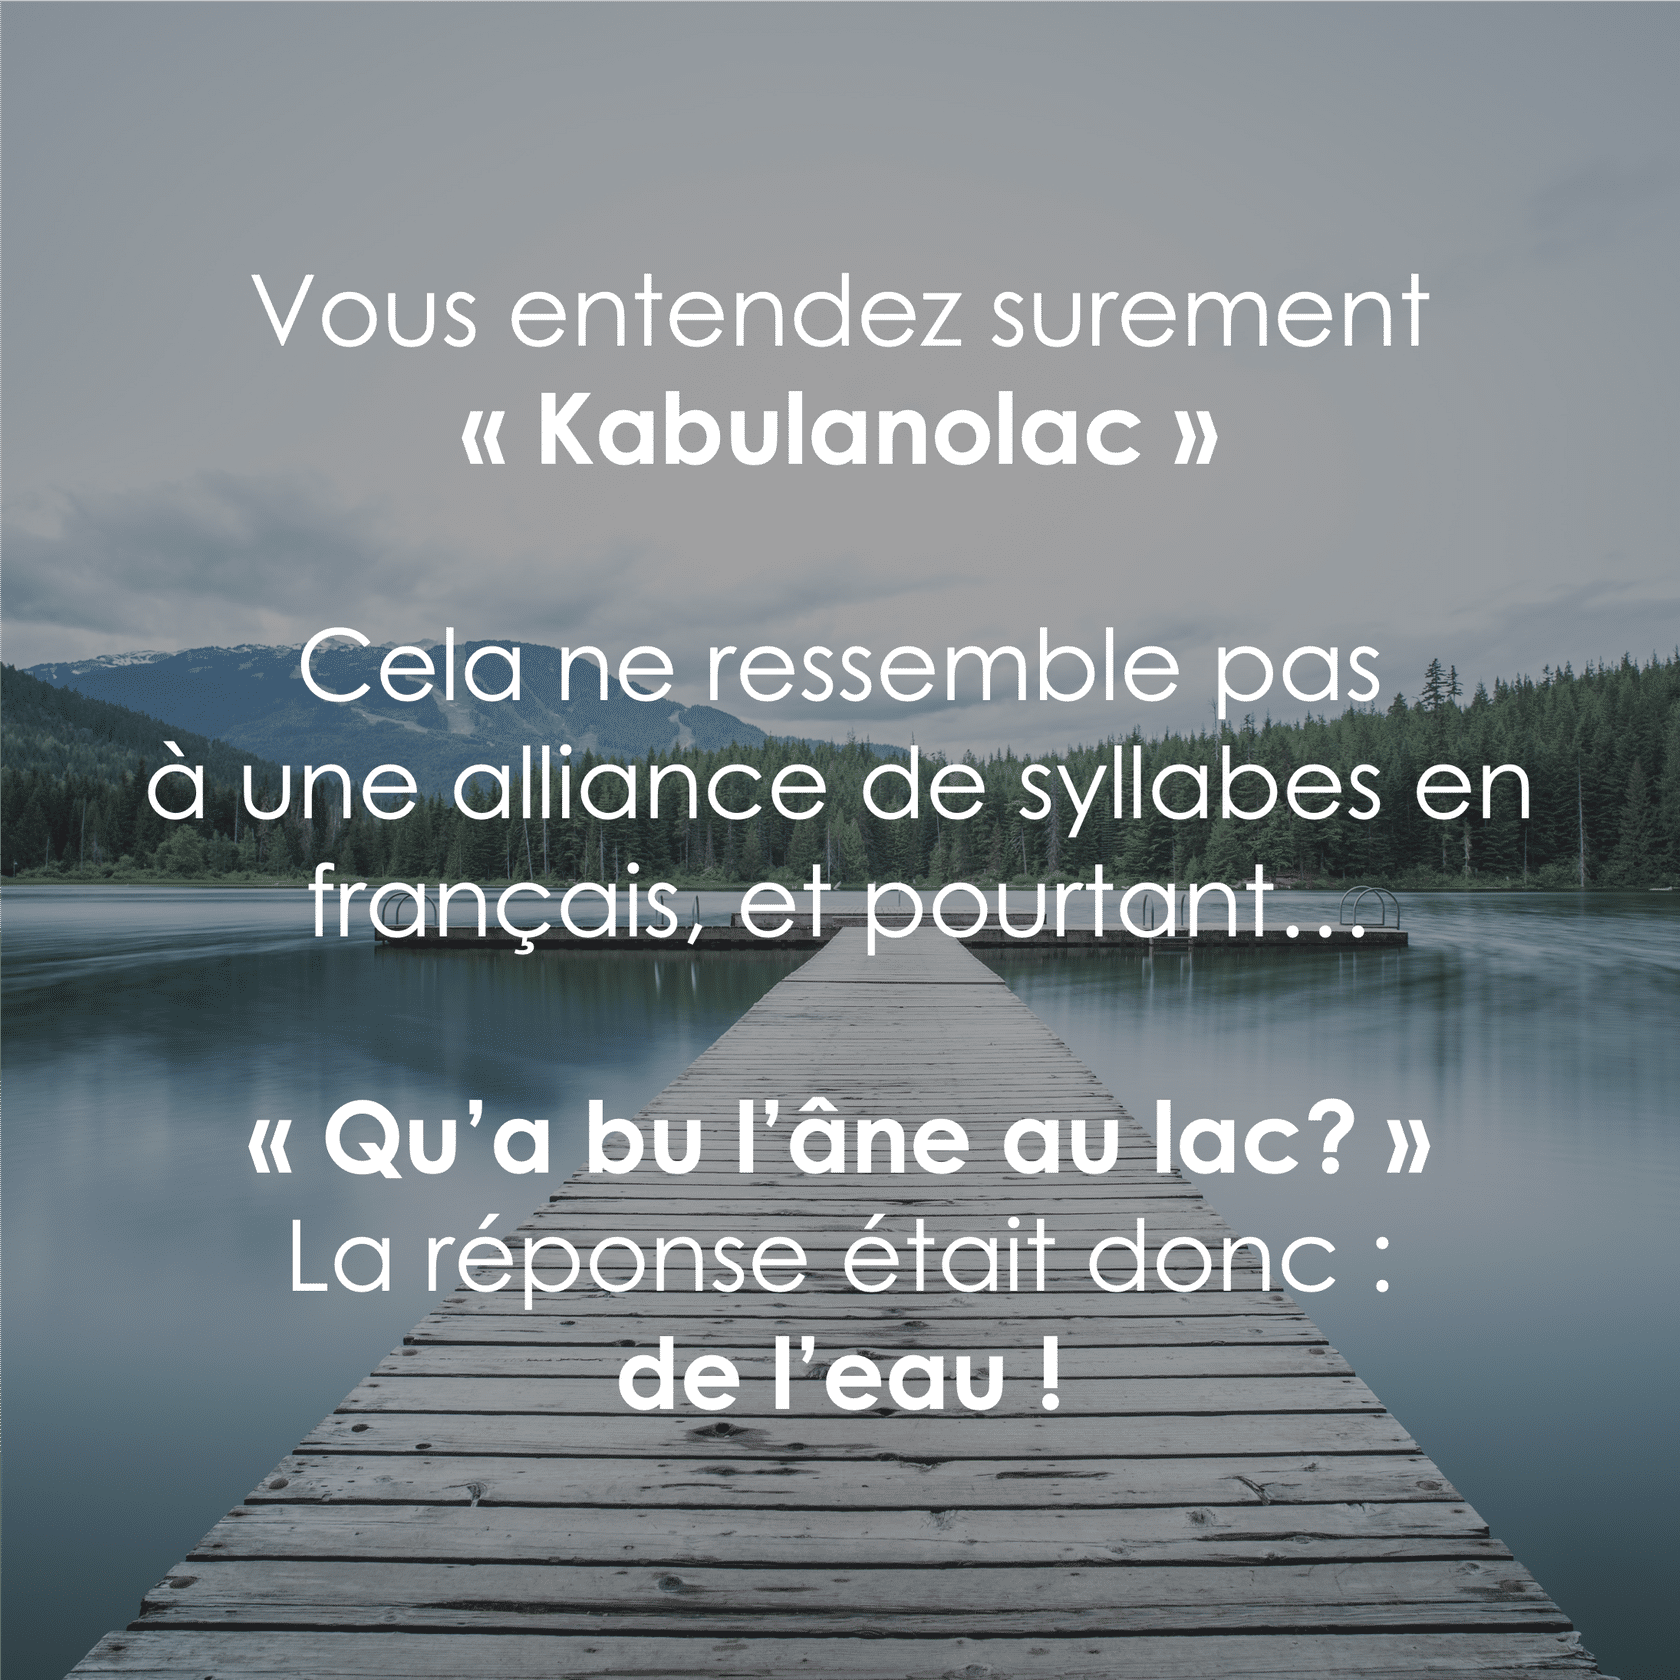 Vous entendez surement
« Kabulanolac »
Cela ne ressemble pas
à une alliance de syllabes en
français, et pourtant...
« Qu’a bu l’âne au lac? »
La réponse était donc :
de l’eau !